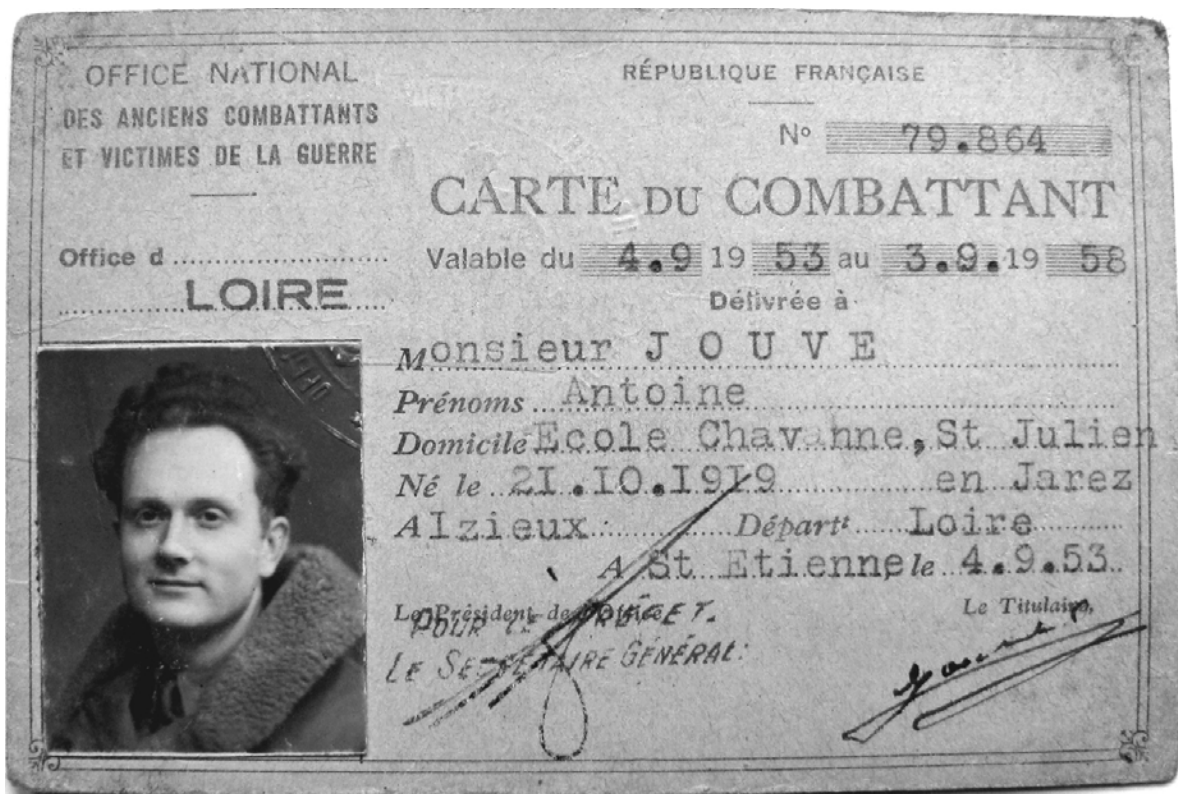 OFFICE NATIONAL
DES ANCIENS COMBATTANTS
ET VICTIMES DE LA GUERRE
Office d
LOIRE
RÉPUBLIQUE FRANÇAISE
Nº 79.864
CARTE DU COMBATTANT
Valable du 4.9 19 53 au 3.9.19 58
Délivrée à
Monsieur J O U V E
Prénoms Antoine
Domicile Ecole Chavanne, St Julien
Né le 21.10.1919 en Jarez
A Izieux Départt Loire
A St Etienne le 4.9.53
Le Président de l'Office,
Le Titulaire,
POUR LE PRÉFET.
LE SECRÉTAIRE GÉNÉRAL: